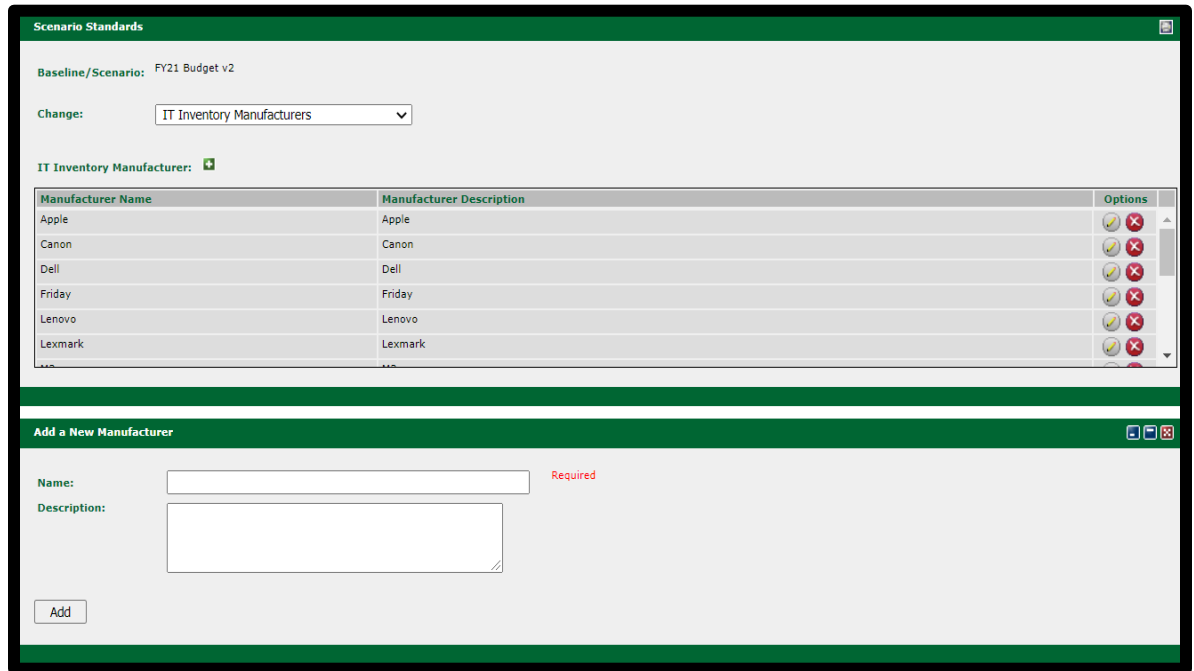 Scenario Standards
Baseline/Scenario: FY21 Budget v2
Change: IT Inventory Manufacturers
IT Inventory Manufacturer:
Manufacturer Name Manufacturer Description Options
Apple Apple
Canon Canon
Dell Dell
Friday Friday
Lenovo Lenovo
Lexmark Lexmark
Add a New Manufacturer
Name: Required
Description:
Add